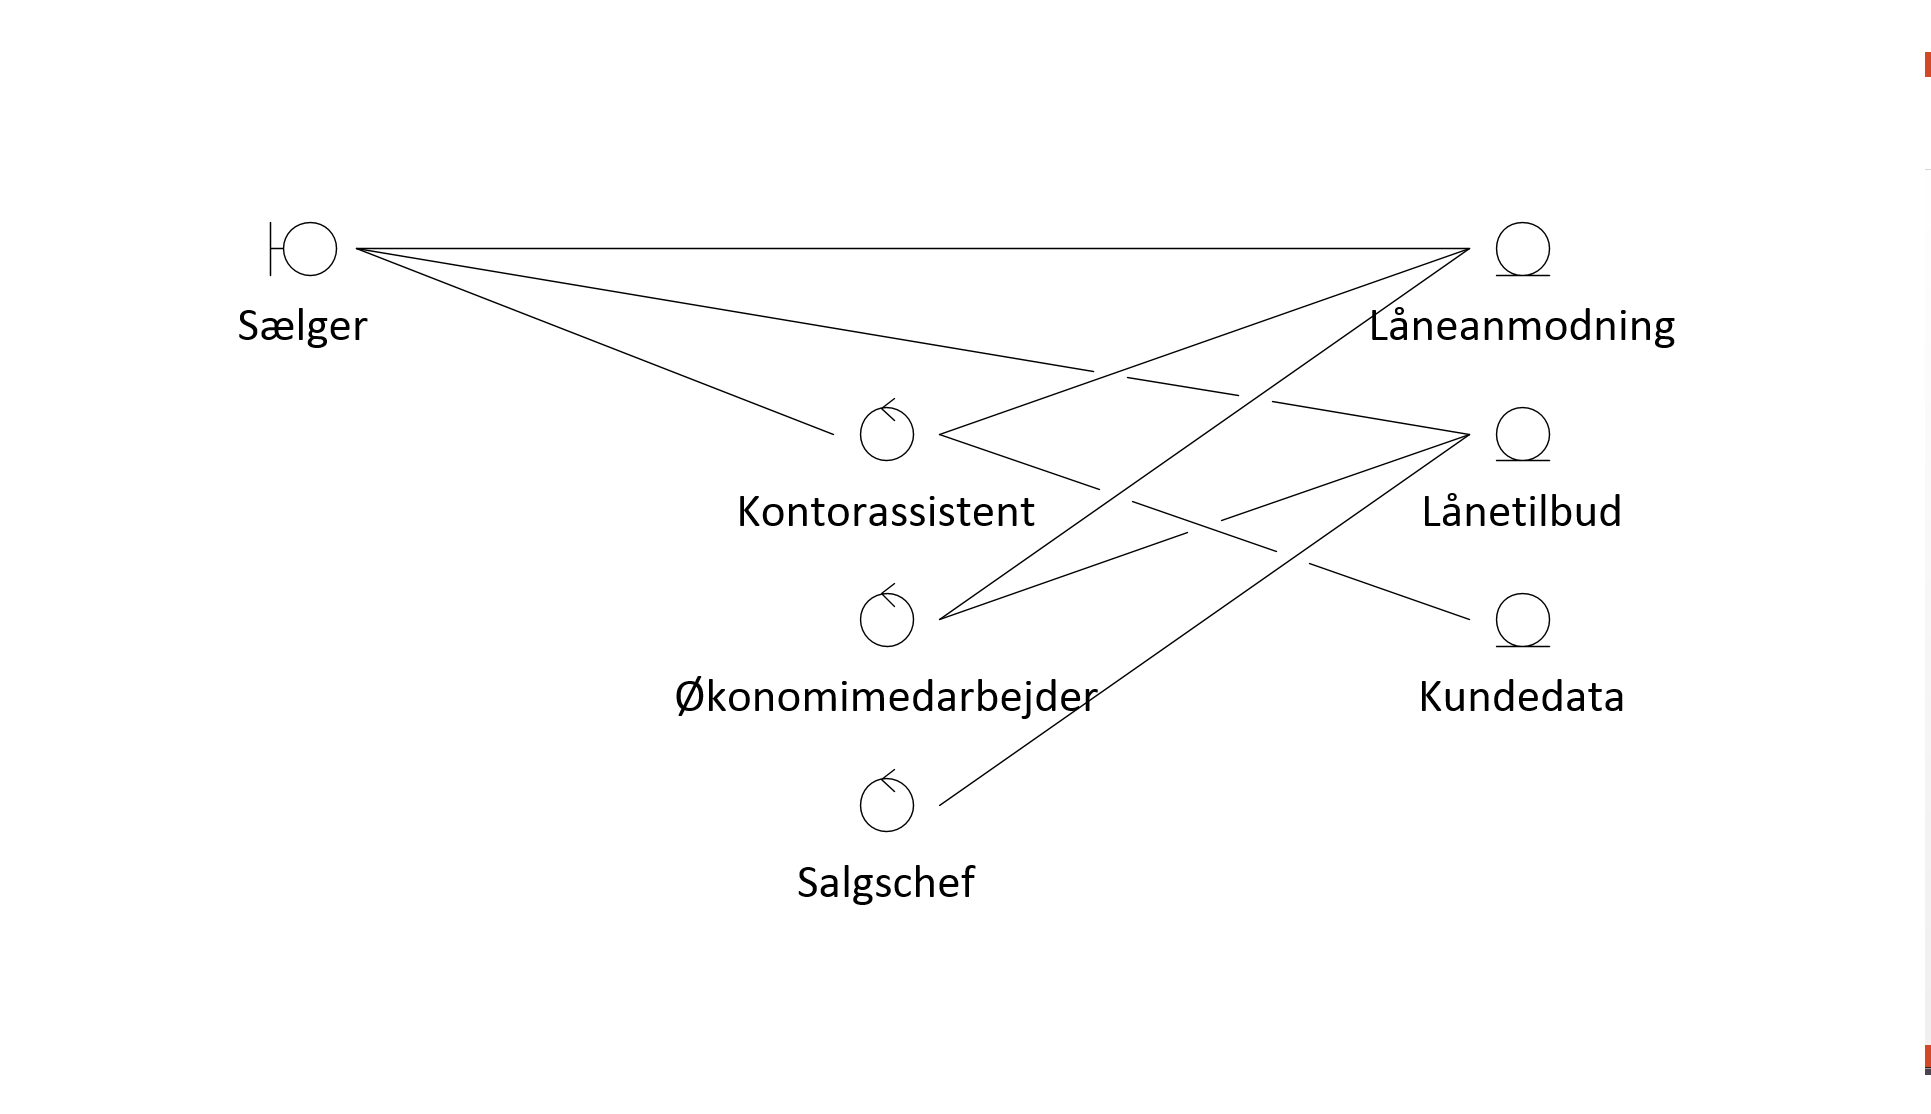 Sælger
Låneanmodning
Kontorassistent
Lånetilbud
Økonomimedarbejder
Kundedata
Salgschef